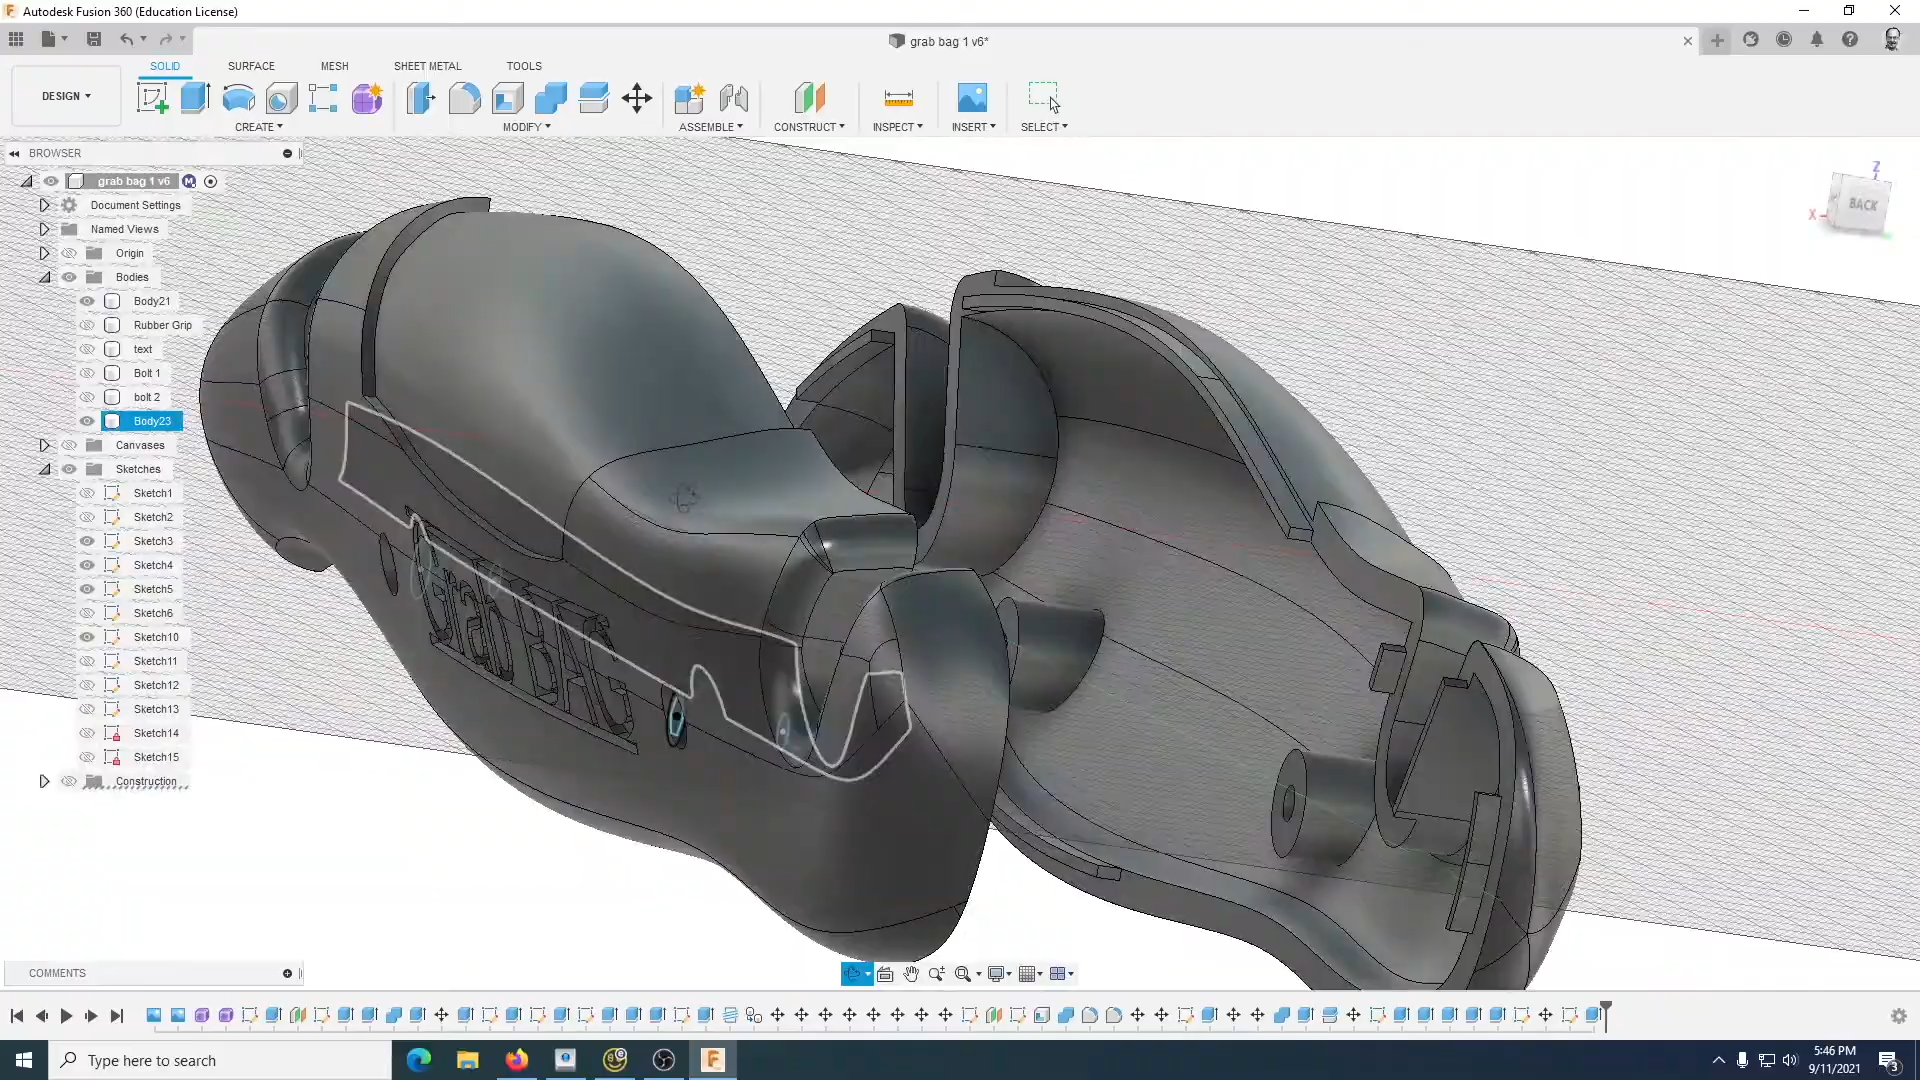 Autodesk Fusion 360 (Education License)
grab bag 1 v6*
SOLID SURFACE MESH SHEET METAL TOOLS
DESIGN
CREATE MODIFY ASSEMBLE CONSTRUCT INSPECT INSERT SELECT
BROWSER
grab bag 1 v6
M
Document Settings
Named Views
Origin
Bodies
Body21
Rubber Grip
text
Bolt 1
bolt 2
Body23
Canvases
Sketches
Sketch1
Sketch2
Sketch3
Sketch4
Sketch5
Sketch6
Sketch10
Sketch11
Sketch12
Sketch13
Sketch14
Sketch15
Construction
Z
X
BACK
COMMENTS
Type here to search
5:46 PM
9/11/2021
3